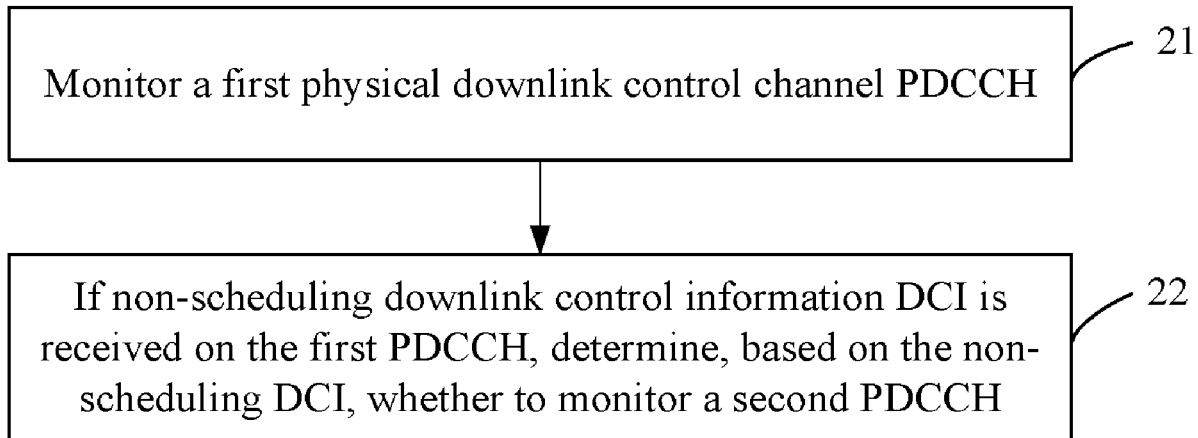 21
Monitor a first physical downlink control channel PDCCH
If non-scheduling downlink control information DCI is
22
received on the first PDCCH, determine, based on the non-
scheduling DCI, whether to monitor a second PDCCH